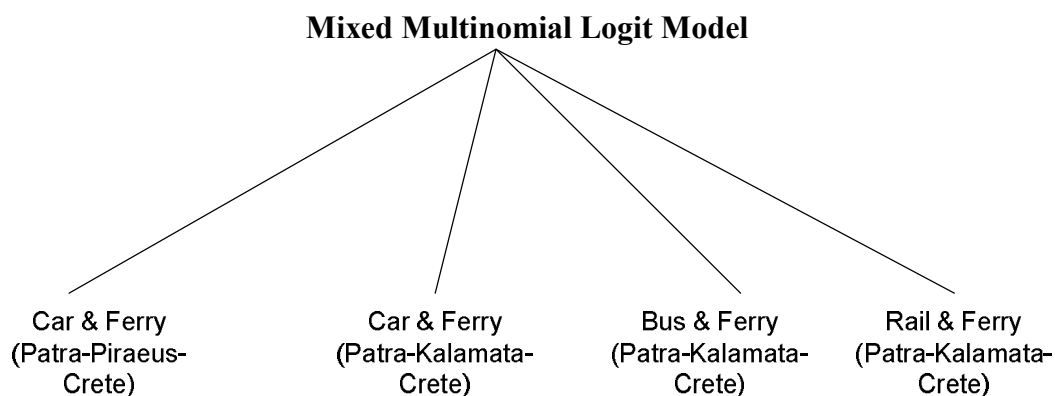 Mixed Multinomial Logit Model
Car & Ferry
(Patra-Piraeus-
Crete)
Car & Ferry
(Patra-Kalamata-
Crete)
Bus & Ferry
(Patra-Kalamata-
Crete)
Rail & Ferry
(Patra-Kalamata-
Crete)